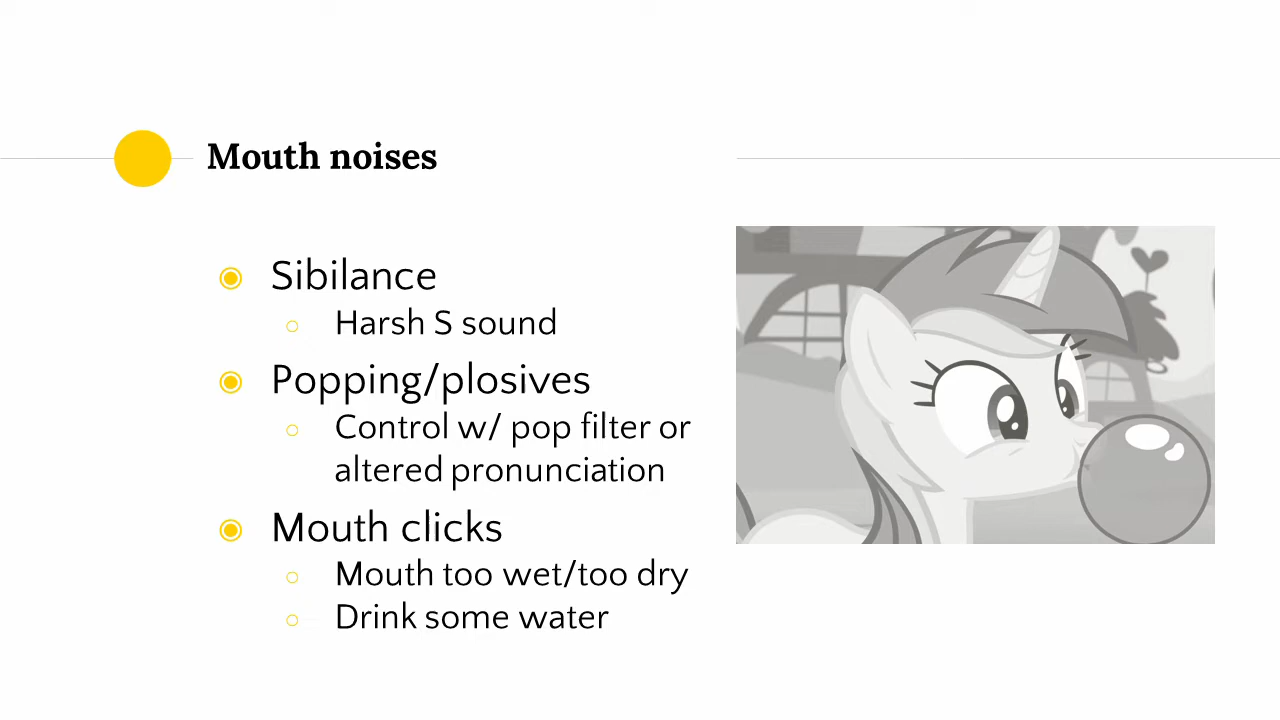 Mouth noises
Sibilance
Harsh S sound
Popping/plosives
Control w/ pop filter or
altered pronunciation
Mouth clicks
Mouth too wet/too dry
Drink some water